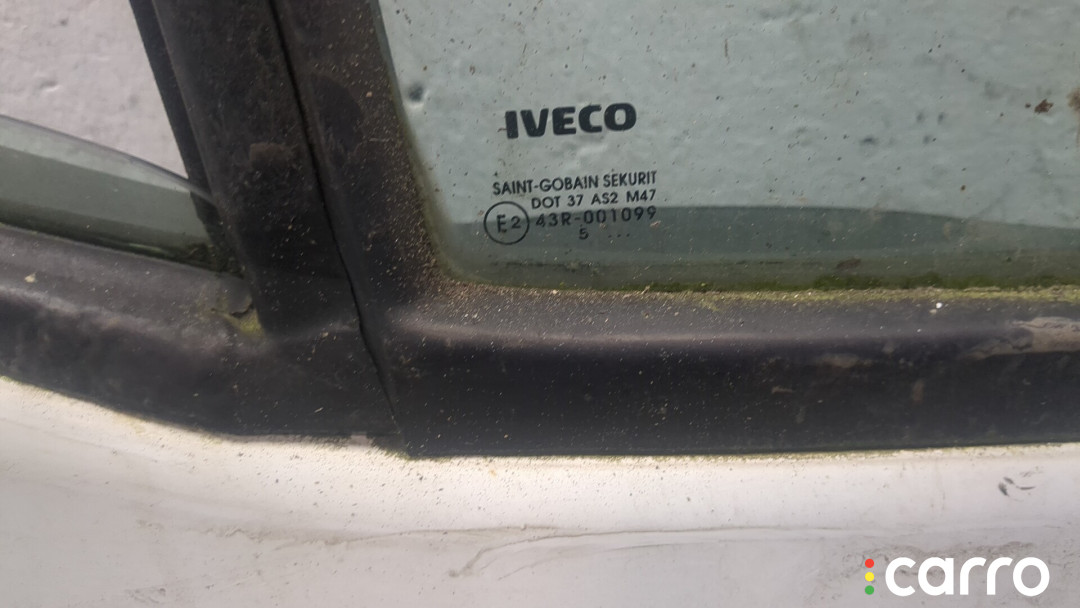 IVECO
SAINT-GOBAIN SEKURIT
DOT 37 AS2 M47
E2 43R-001099
5 ...
carro